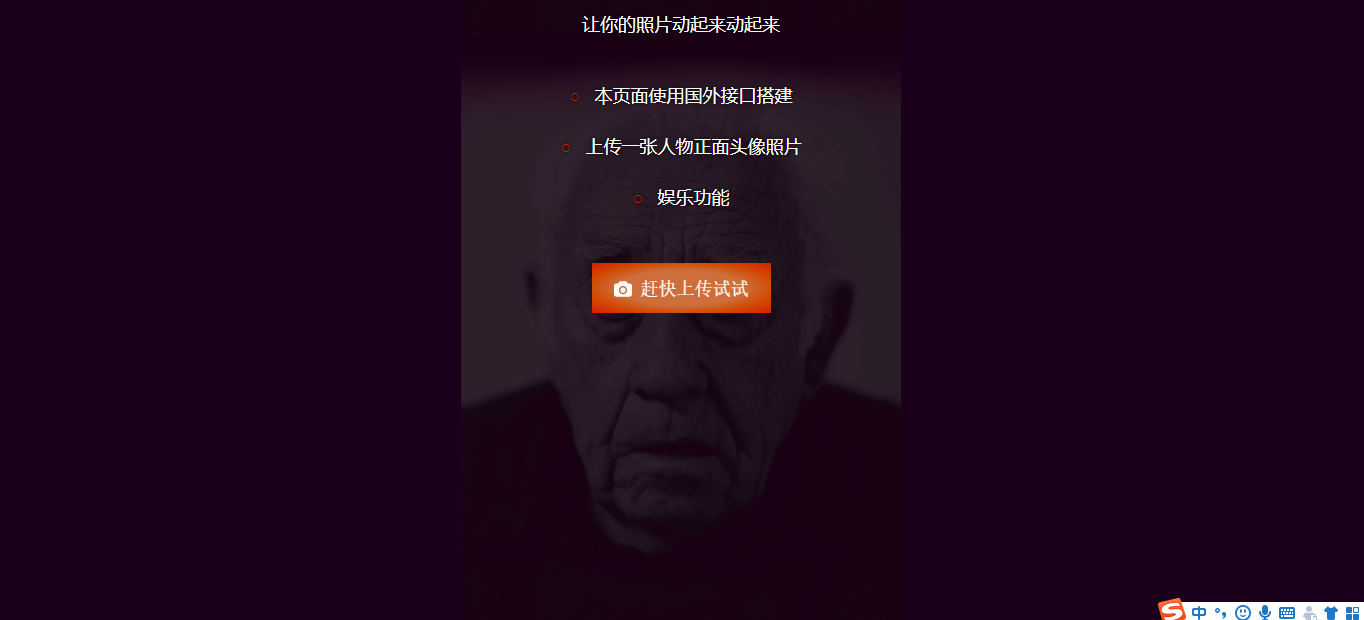 让你的照片动起来动起来
本页面使用国外接口搭建
上传一张人物正面头像照片
娱乐功能
赶快上传试试
中